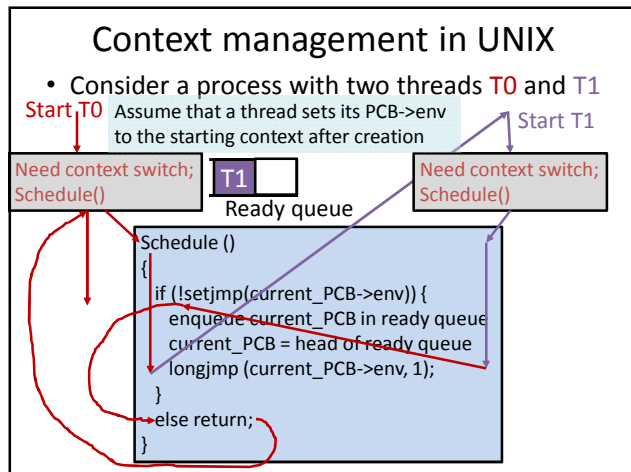 Context management in UNIX
• Consider a process with two threads T0 and T1
Start T0
Assume that a thread sets its PCB->env
to the starting context after creation
Start T1
Need context switch;
Schedule()
T1
Ready queue
Need context switch;
Schedule()
Schedule ()
{
if (!setjmp(current_PCB->env)) {
enqueue current_PCB in ready queue
current_PCB = head of ready queue
longjmp (current_PCB->env, 1);
}
else return;
}